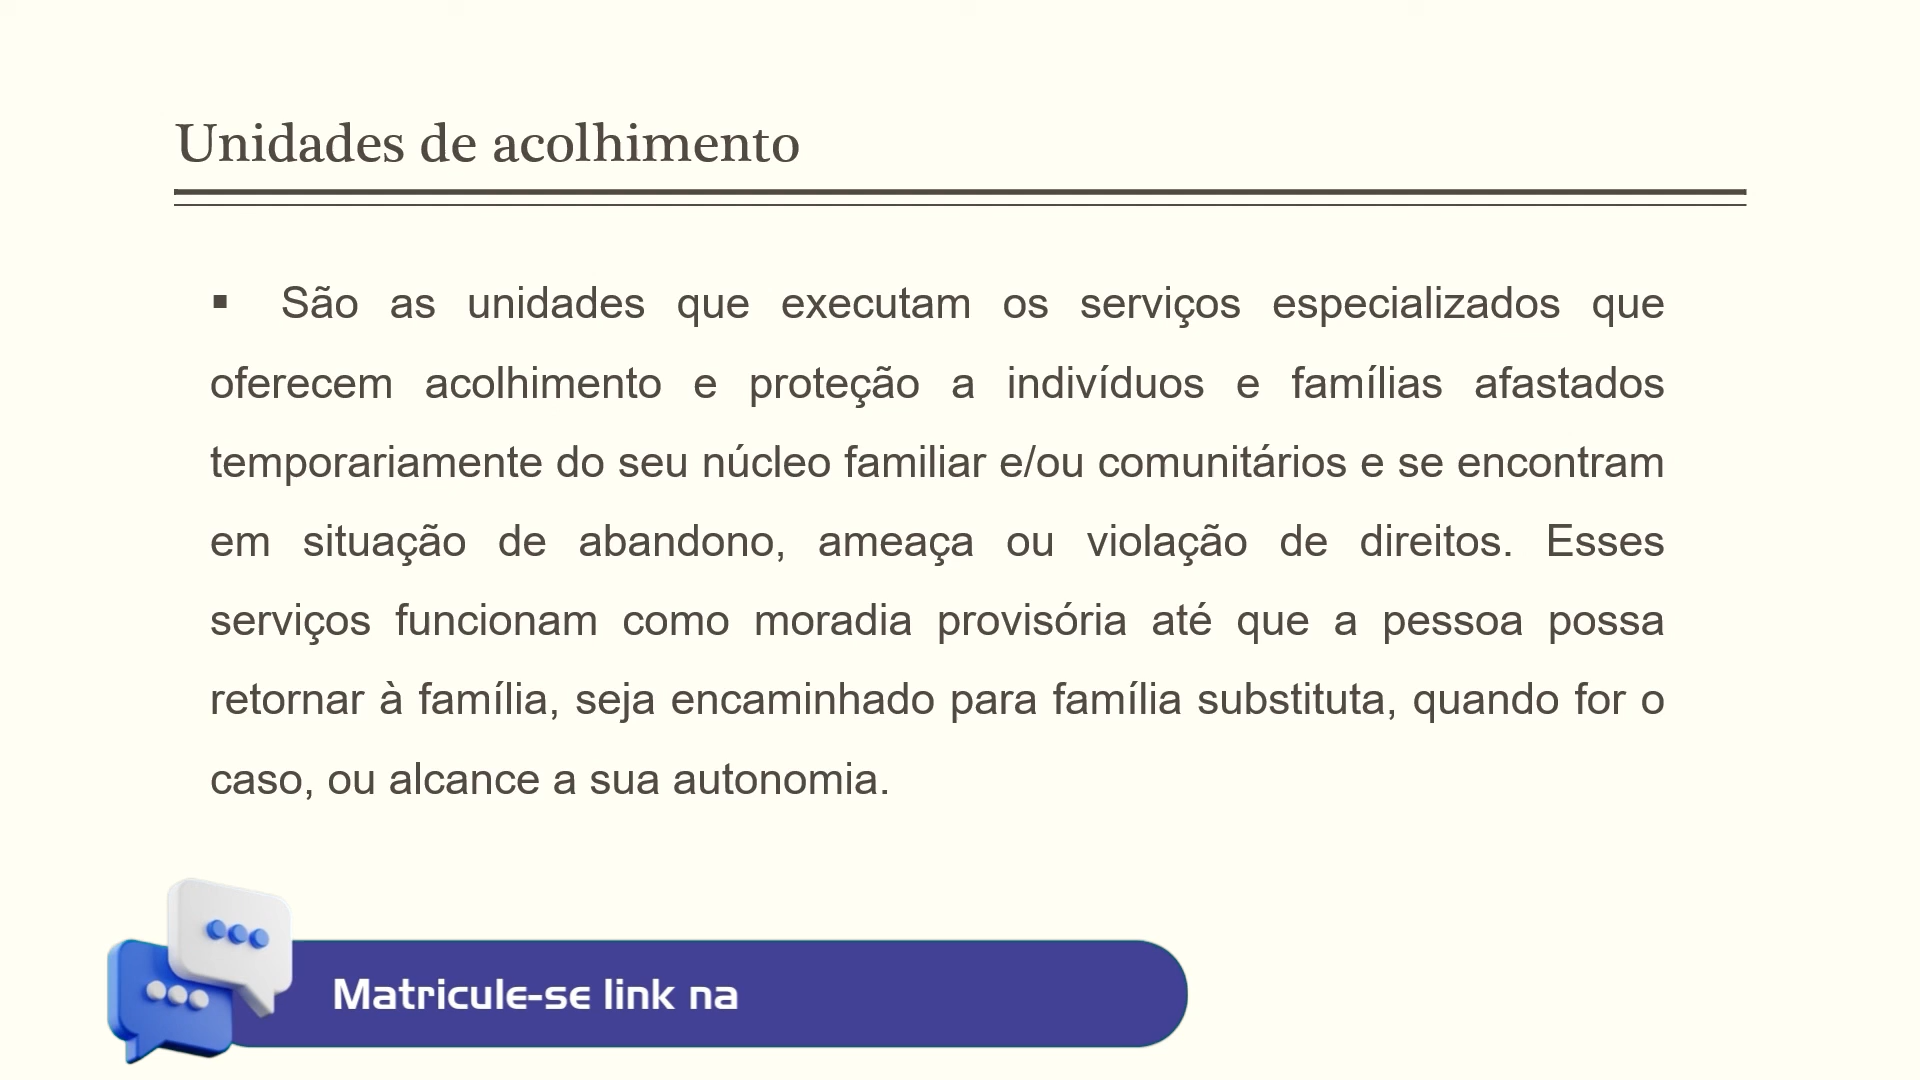 Unidades de acolhimento
▪ São as unidades que executam os serviços especializados que
oferecem acolhimento e proteção a indivíduos e famílias afastados
temporariamente do seu núcleo familiar e/ou comunitários e se encontram
em situação de abandono, ameaça ou violação de direitos. Esses
serviços funcionam como moradia provisória até que a pessoa possa
retornar à família, seja encaminhado para família substituta, quando for o
caso, ou alcance a sua autonomia.
Matricule-se link na